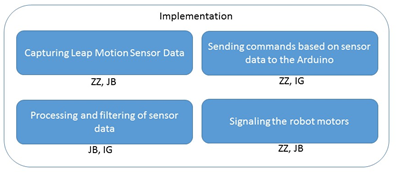 Implementation
Capturing Leap Motion Sensor Data
ZZ, JB
Sending commands based on sensor
data to the Arduino
ZZ, IG
Processing and filtering of sensor
data
JB, IG
Signaling the robot motors
ZZ, JB